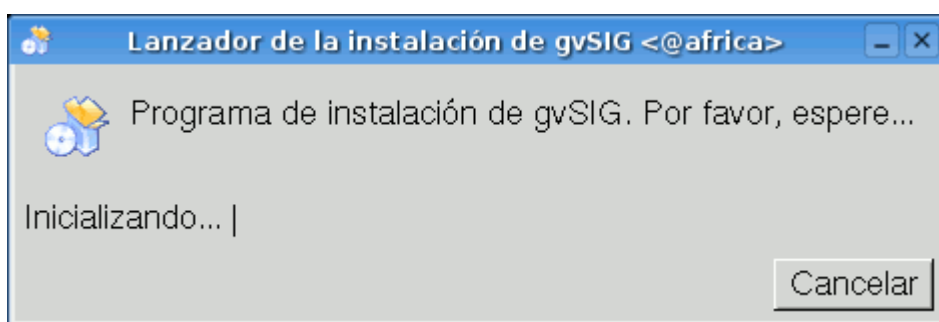 Lanzador de la instalación de gvSIG <@africa>
Programa de instalación de gvSIG. Por favor, espere...
Inicializando... |
Cancelar